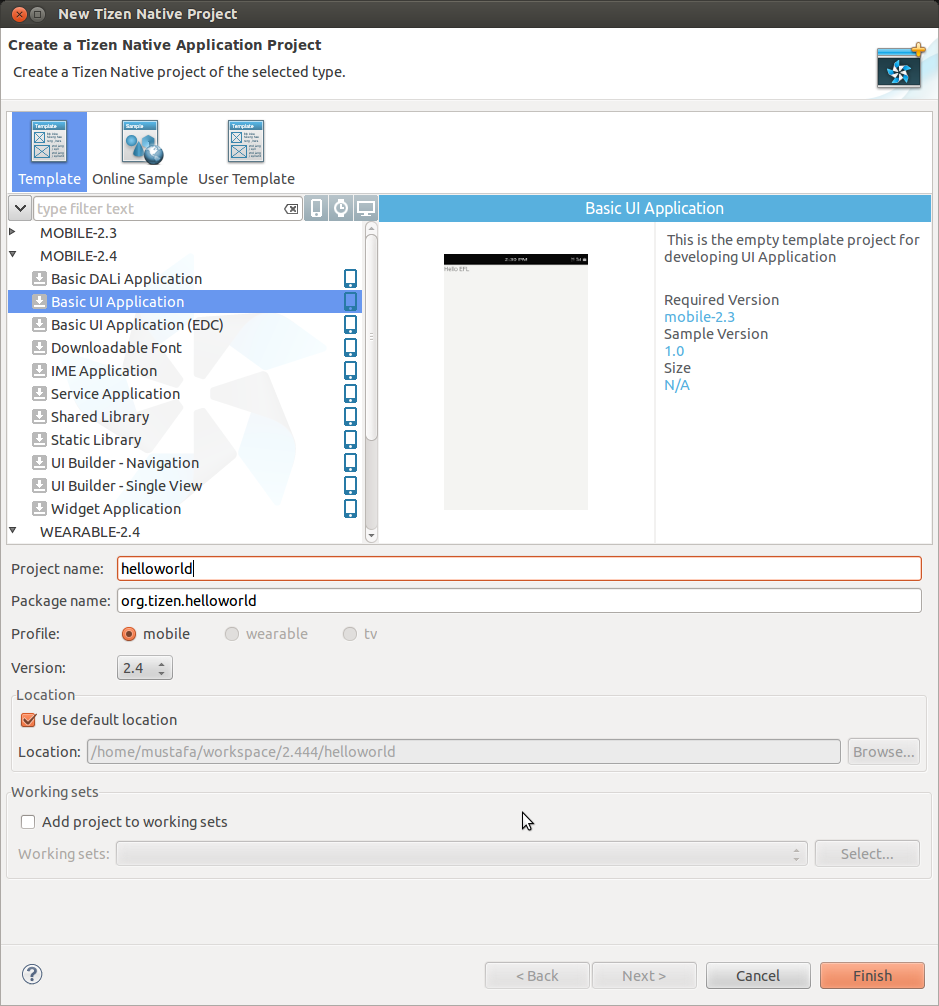 New Tizen Native Project
Create a Tizen Native Application Project
Create a Tizen Native project of the selected type.
Template
Sample
Template
Template
Online Sample
User Template
type filter text
Basic UI Application
MOBILE-2.3
MOBILE-2.4
Basic DALi Application
Basic UI Application
Basic UI Application (EDC)
Downloadable Font
IME Application
Service Application
Shared Library
Static Library
UI Builder - Navigation
UI Builder - Single View
Widget Application
WEARABLE-2.4
Hello EFL
This is the empty template project for
developing UI Application
Required Version
mobile-2.3
Sample Version
1.0
Size
N/A
Project name: helloworld
Package name: org.tizen.helloworld
Profile: mobile wearable tv
Version: 2.4
Location
Use default location
Location: /home/mustafa/workspace/2.444/helloworld Browse...
Working sets
Add project to working sets
Working sets: Select...
? < Back Next > Cancel Finish